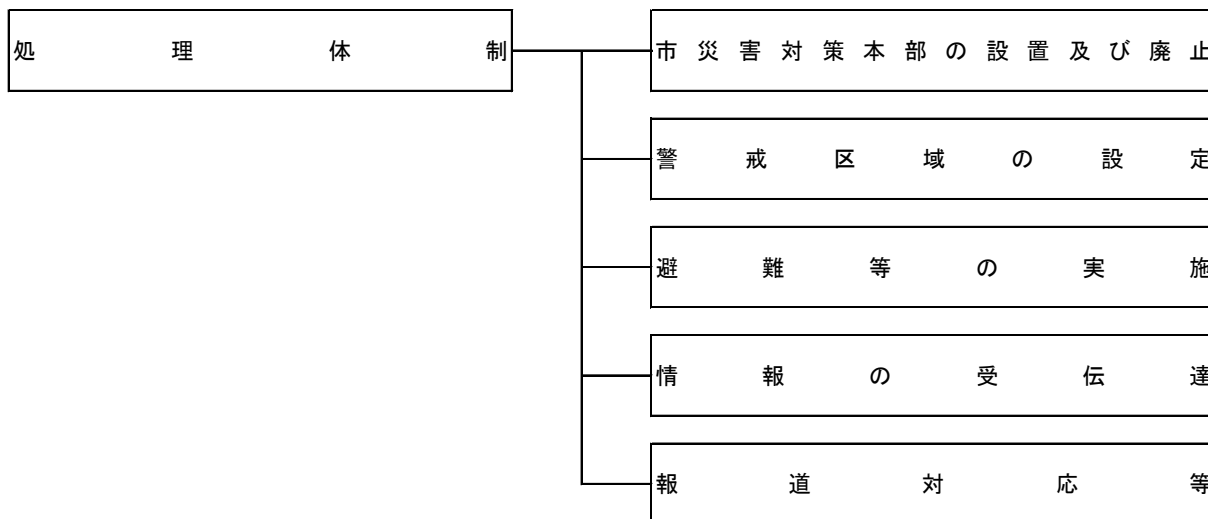 処理体制
市災害対策本部の設置及び廃止
警戒区域の設定
避難等の実施
情報の受伝達
報道対応等